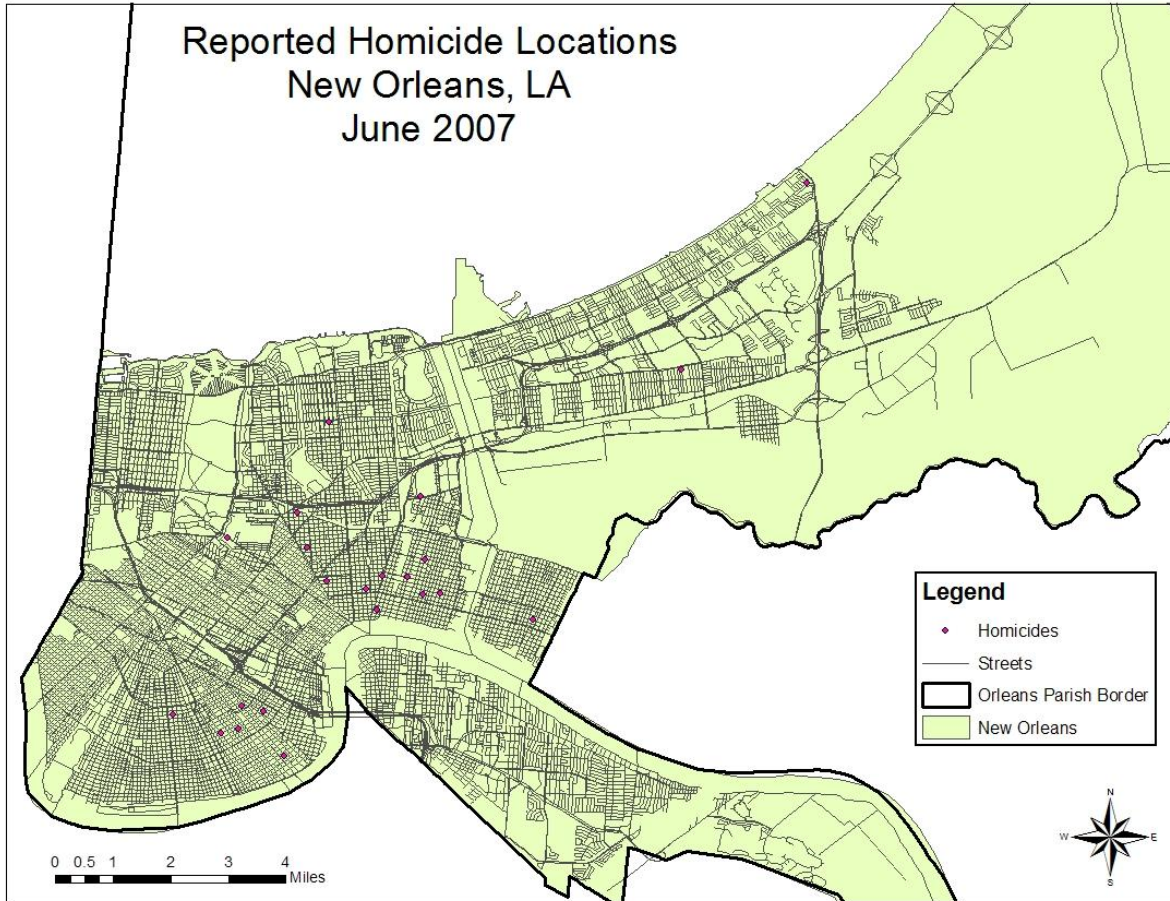 Reported Homicide Locations
New Orleans, LA
June 2007
Legend
Homicides
Streets
Orleans Parish Border
New Orleans
0 0.5 1 2 3 4
Miles
N
W E
S